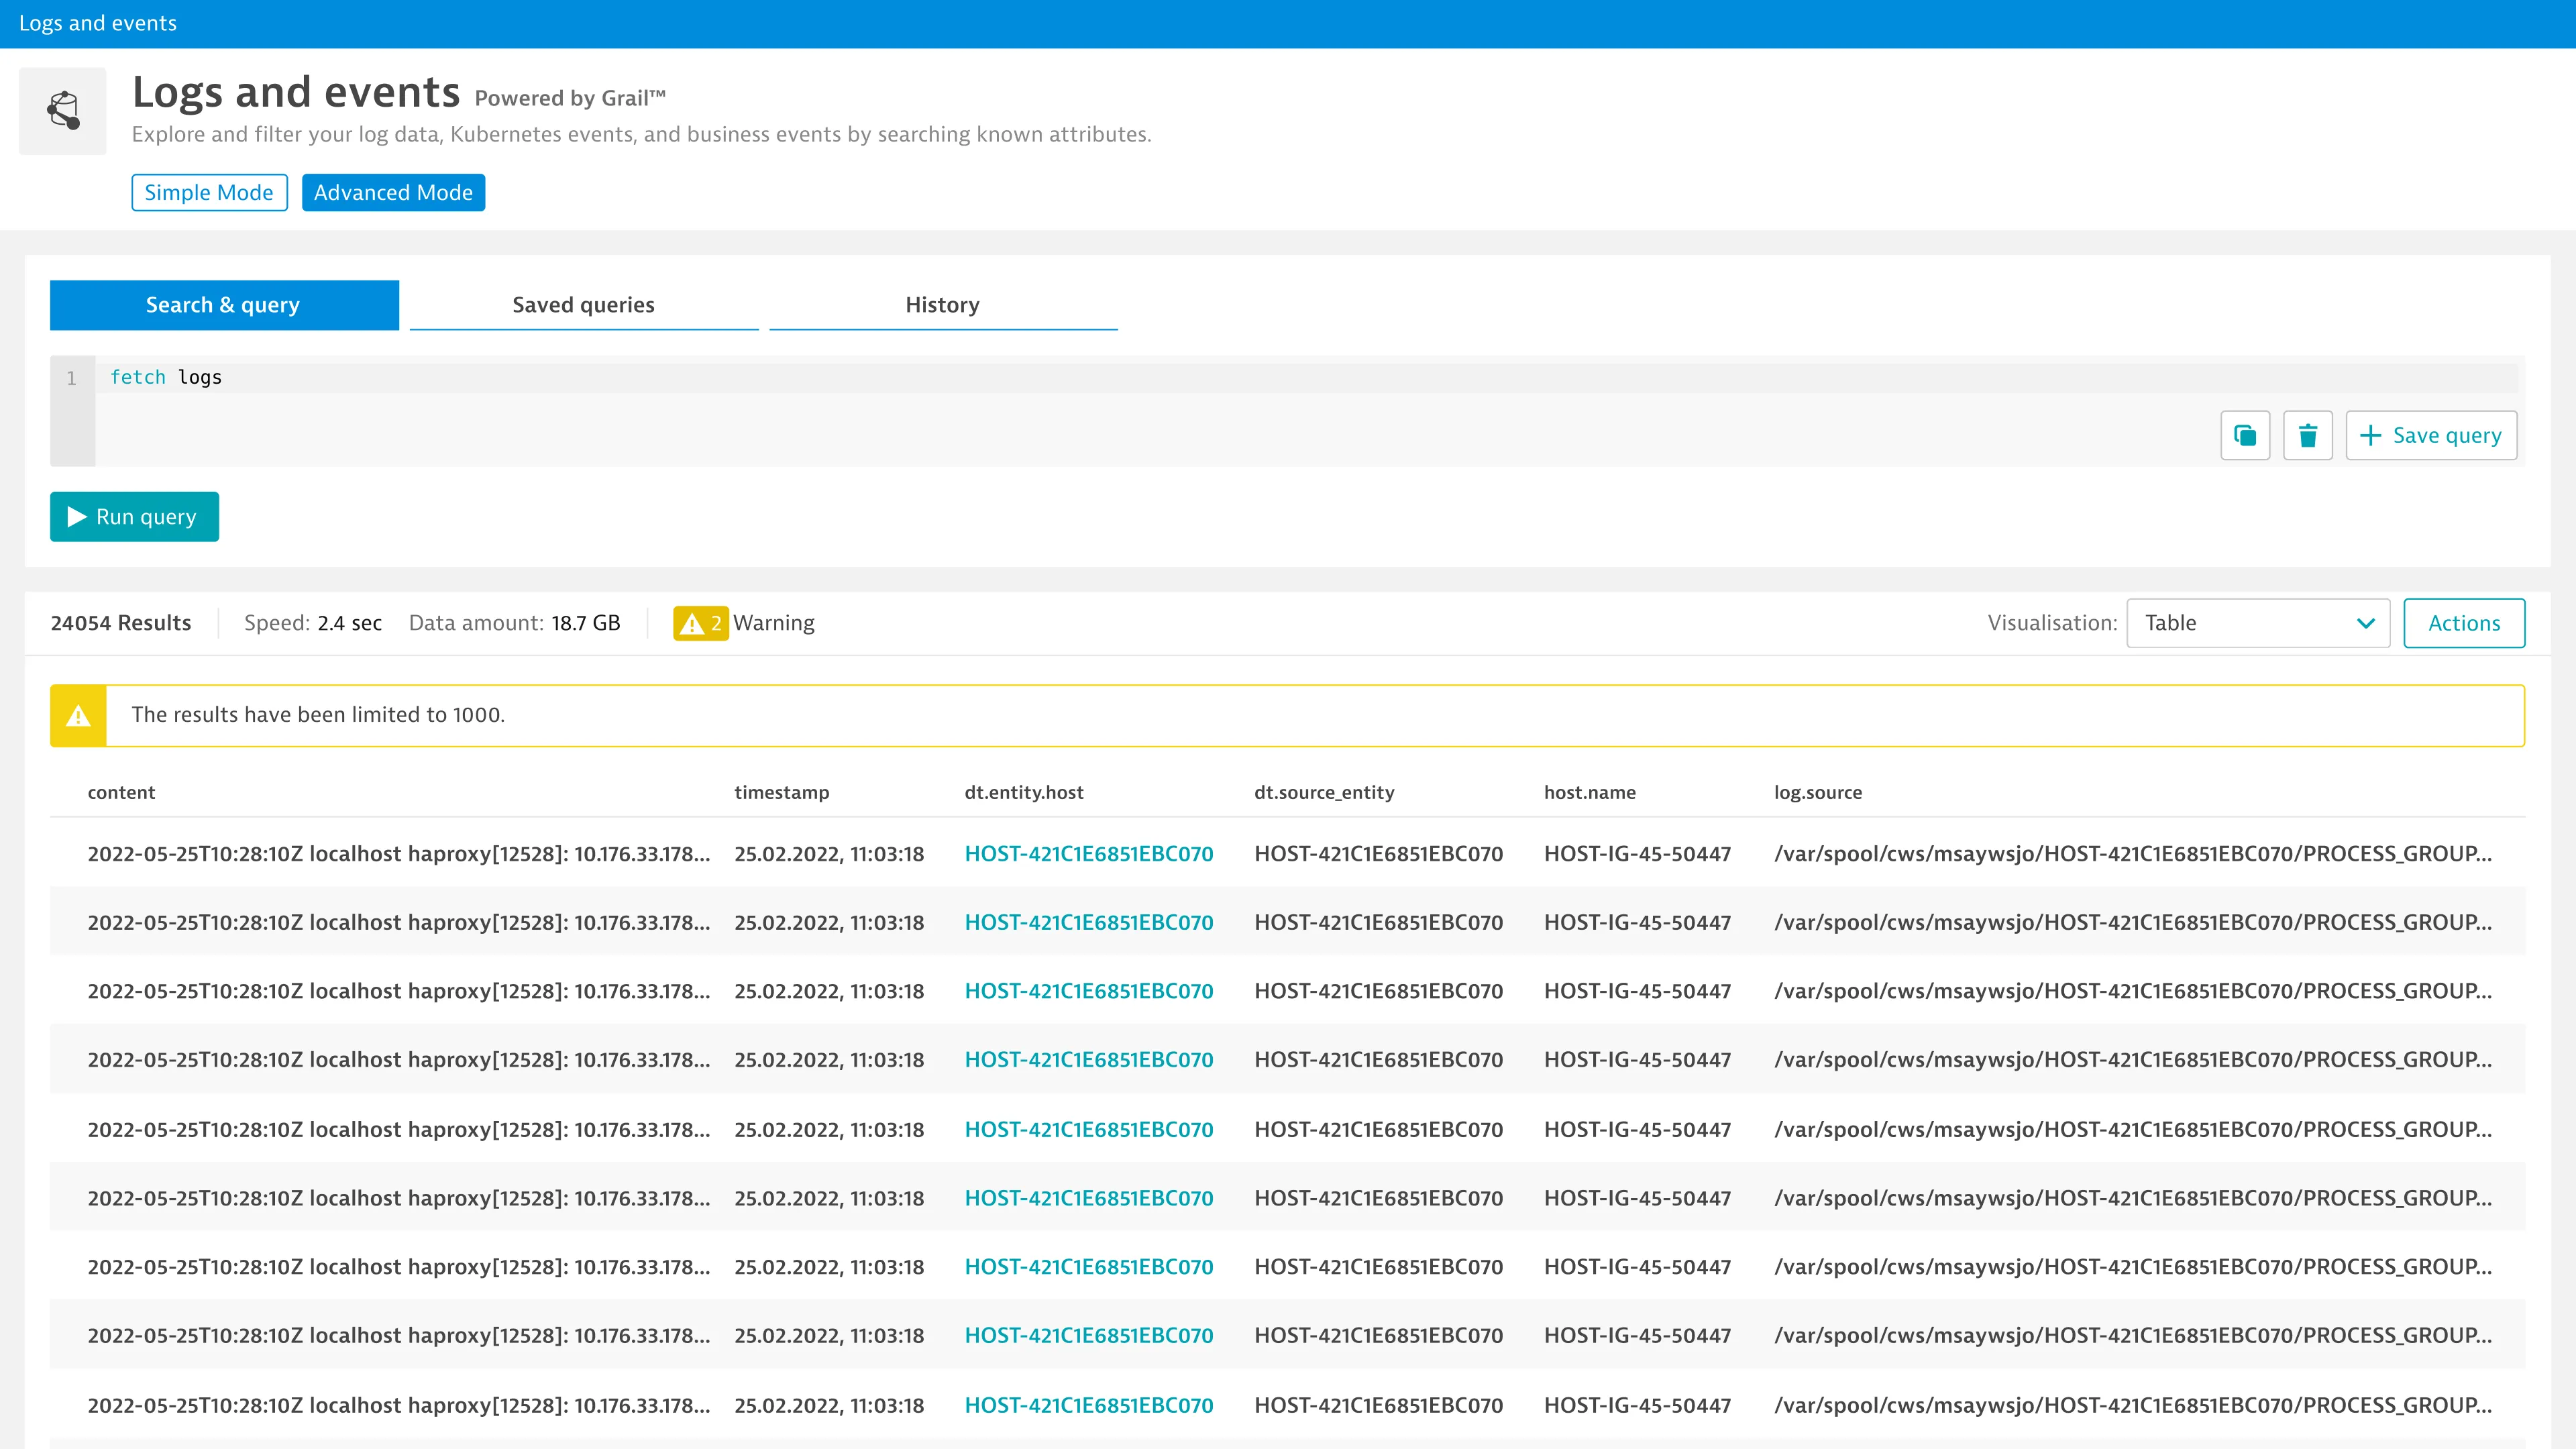 Logs and events
Logs and events Powered by Grail™
Explore and filter your log data, Kubernetes events, and business events by searching known attributes.
Simple Mode Advanced Mode
Search & query Saved queries History
1 fetch logs
Save query
Run query
24054 Results Speed: 2.4 sec Data amount: 18.7 GB 2 Warning Visualisation: Table Actions
The results have been limited to 1000.
content timestamp dt.entity.host dt.source_entity host.name log.source
2022-05-25T10:28:10Z localhost haproxy[12528]: 10.176.33.178... 25.02.2022, 11:03:18 HOST-421C1E6851EBC070 HOST-421C1E6851EBC070 HOST-IG-45-50447 /var/spool/cws/msaywsjo/HOST-421C1E6851EBC070/PROCESS_GROUP...
2022-05-25T10:28:10Z localhost haproxy[12528]: 10.176.33.178... 25.02.2022, 11:03:18 HOST-421C1E6851EBC070 HOST-421C1E6851EBC070 HOST-IG-45-50447 /var/spool/cws/msaywsjo/HOST-421C1E6851EBC070/PROCESS_GROUP...
2022-05-25T10:28:10Z localhost haproxy[12528]: 10.176.33.178... 25.02.2022, 11:03:18 HOST-421C1E6851EBC070 HOST-421C1E6851EBC070 HOST-IG-45-50447 /var/spool/cws/msaywsjo/HOST-421C1E6851EBC070/PROCESS_GROUP...
2022-05-25T10:28:10Z localhost haproxy[12528]: 10.176.33.178... 25.02.2022, 11:03:18 HOST-421C1E6851EBC070 HOST-421C1E6851EBC070 HOST-IG-45-50447 /var/spool/cws/msaywsjo/HOST-421C1E6851EBC070/PROCESS_GROUP...
2022-05-25T10:28:10Z localhost haproxy[12528]: 10.176.33.178... 25.02.2022, 11:03:18 HOST-421C1E6851EBC070 HOST-421C1E6851EBC070 HOST-IG-45-50447 /var/spool/cws/msaywsjo/HOST-421C1E6851EBC070/PROCESS_GROUP...
2022-05-25T10:28:10Z localhost haproxy[12528]: 10.176.33.178... 25.02.2022, 11:03:18 HOST-421C1E6851EBC070 HOST-421C1E6851EBC070 HOST-IG-45-50447 /var/spool/cws/msaywsjo/HOST-421C1E6851EBC070/PROCESS_GROUP...
2022-05-25T10:28:10Z localhost haproxy[12528]: 10.176.33.178... 25.02.2022, 11:03:18 HOST-421C1E6851EBC070 HOST-421C1E6851EBC070 HOST-IG-45-50447 /var/spool/cws/msaywsjo/HOST-421C1E6851EBC070/PROCESS_GROUP...
2022-05-25T10:28:10Z localhost haproxy[12528]: 10.176.33.178... 25.02.2022, 11:03:18 HOST-421C1E6851EBC070 HOST-421C1E6851EBC070 HOST-IG-45-50447 /var/spool/cws/msaywsjo/HOST-421C1E6851EBC070/PROCESS_GROUP...
2022-05-25T10:28:10Z localhost haproxy[12528]: 10.176.33.178... 25.02.2022, 11:03:18 HOST-421C1E6851EBC070 HOST-421C1E6851EBC070 HOST-IG-45-50447 /var/spool/cws/msaywsjo/HOST-421C1E6851EBC070/PROCESS_GROUP...